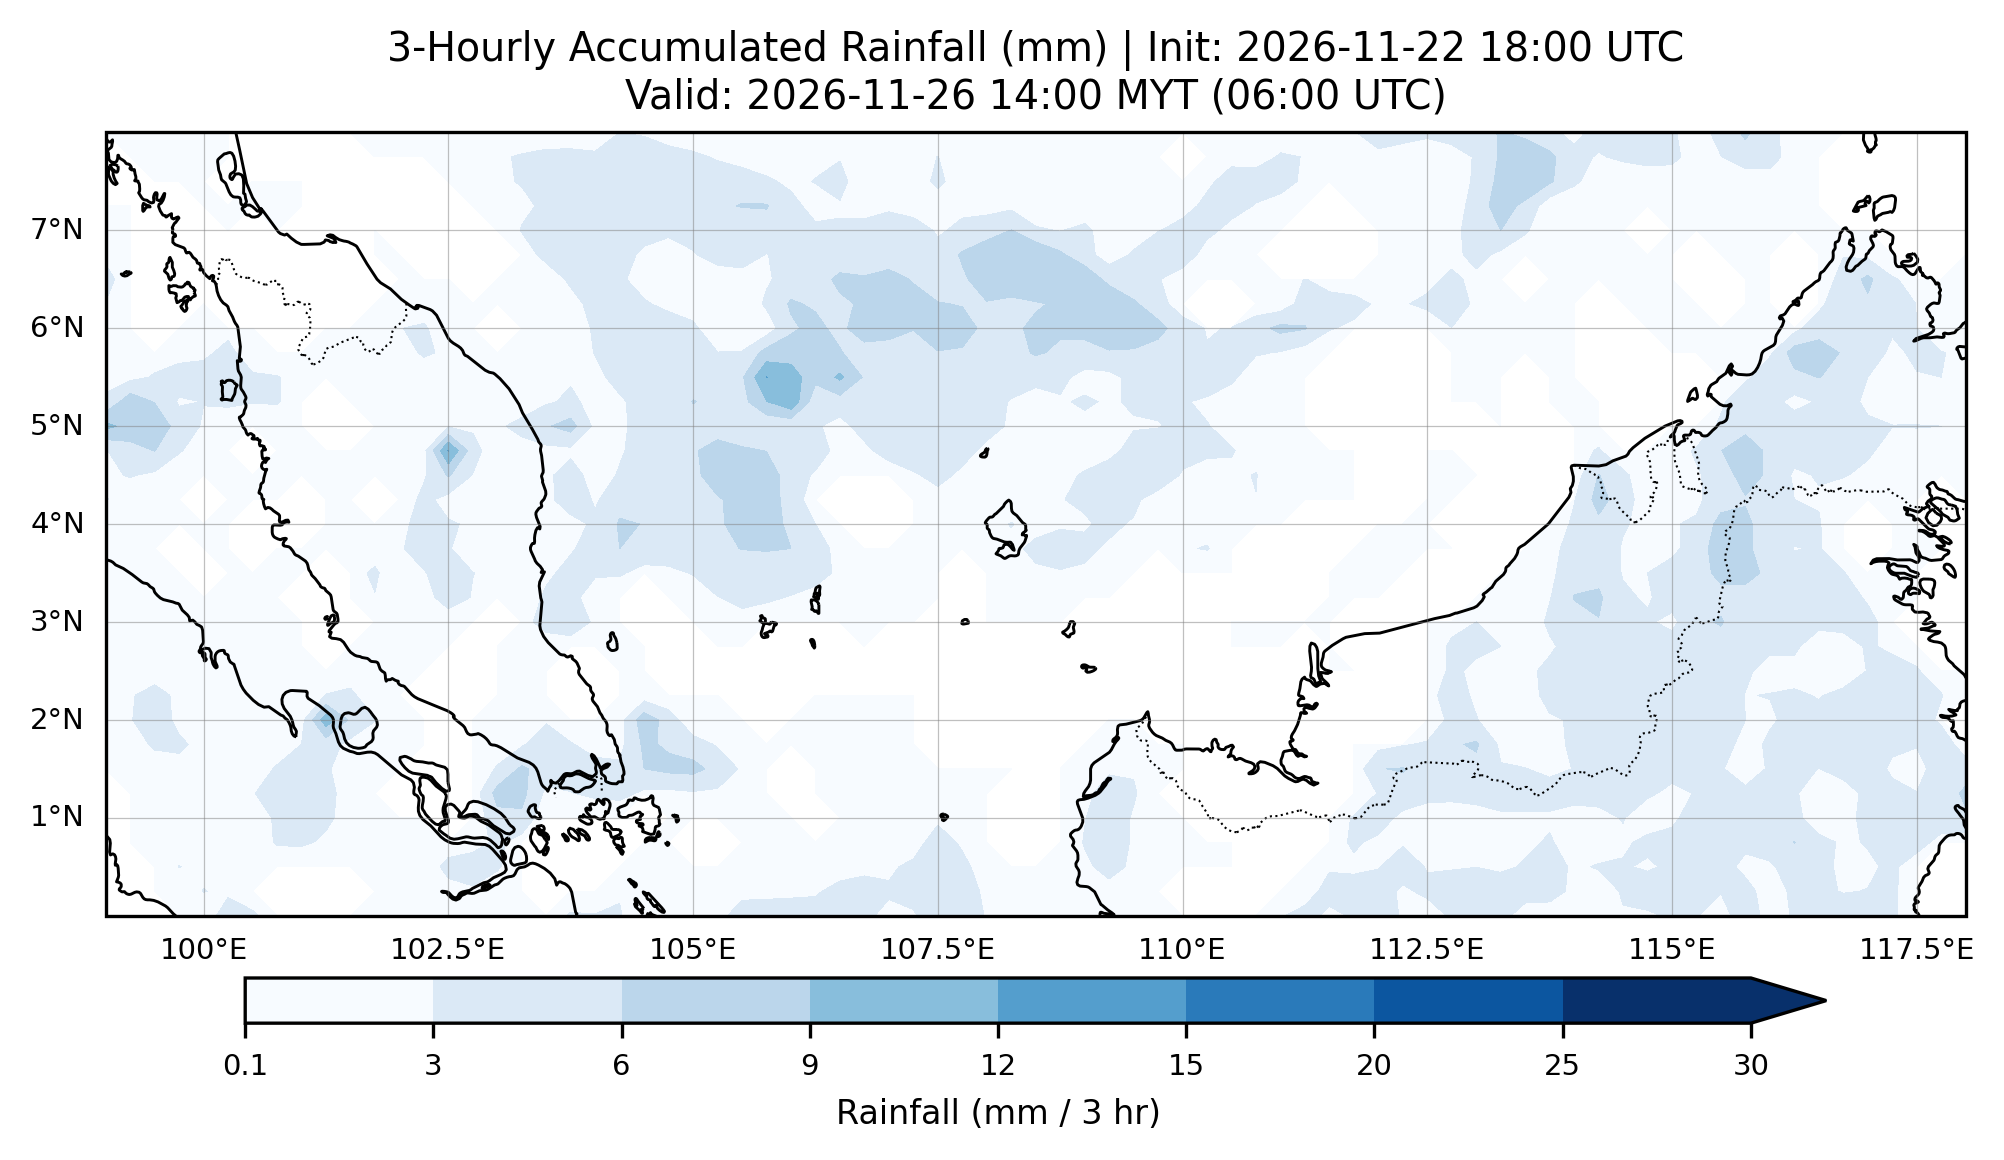 3-Hourly Accumulated Rainfall (mm) | Init: 2026-11-22 18:00 UTC
Valid: 2026-11-26 14:00 MYT (06:00 UTC)
7°N
6°N
5°N
4°N
3°N
2°N
1°N
100°E 102.5°E 105°E 107.5°E 110°E 112.5°E 115°E 117.5°E
0.1 3 6 9 12 15 20 25 30
Rainfall (mm / 3 hr)